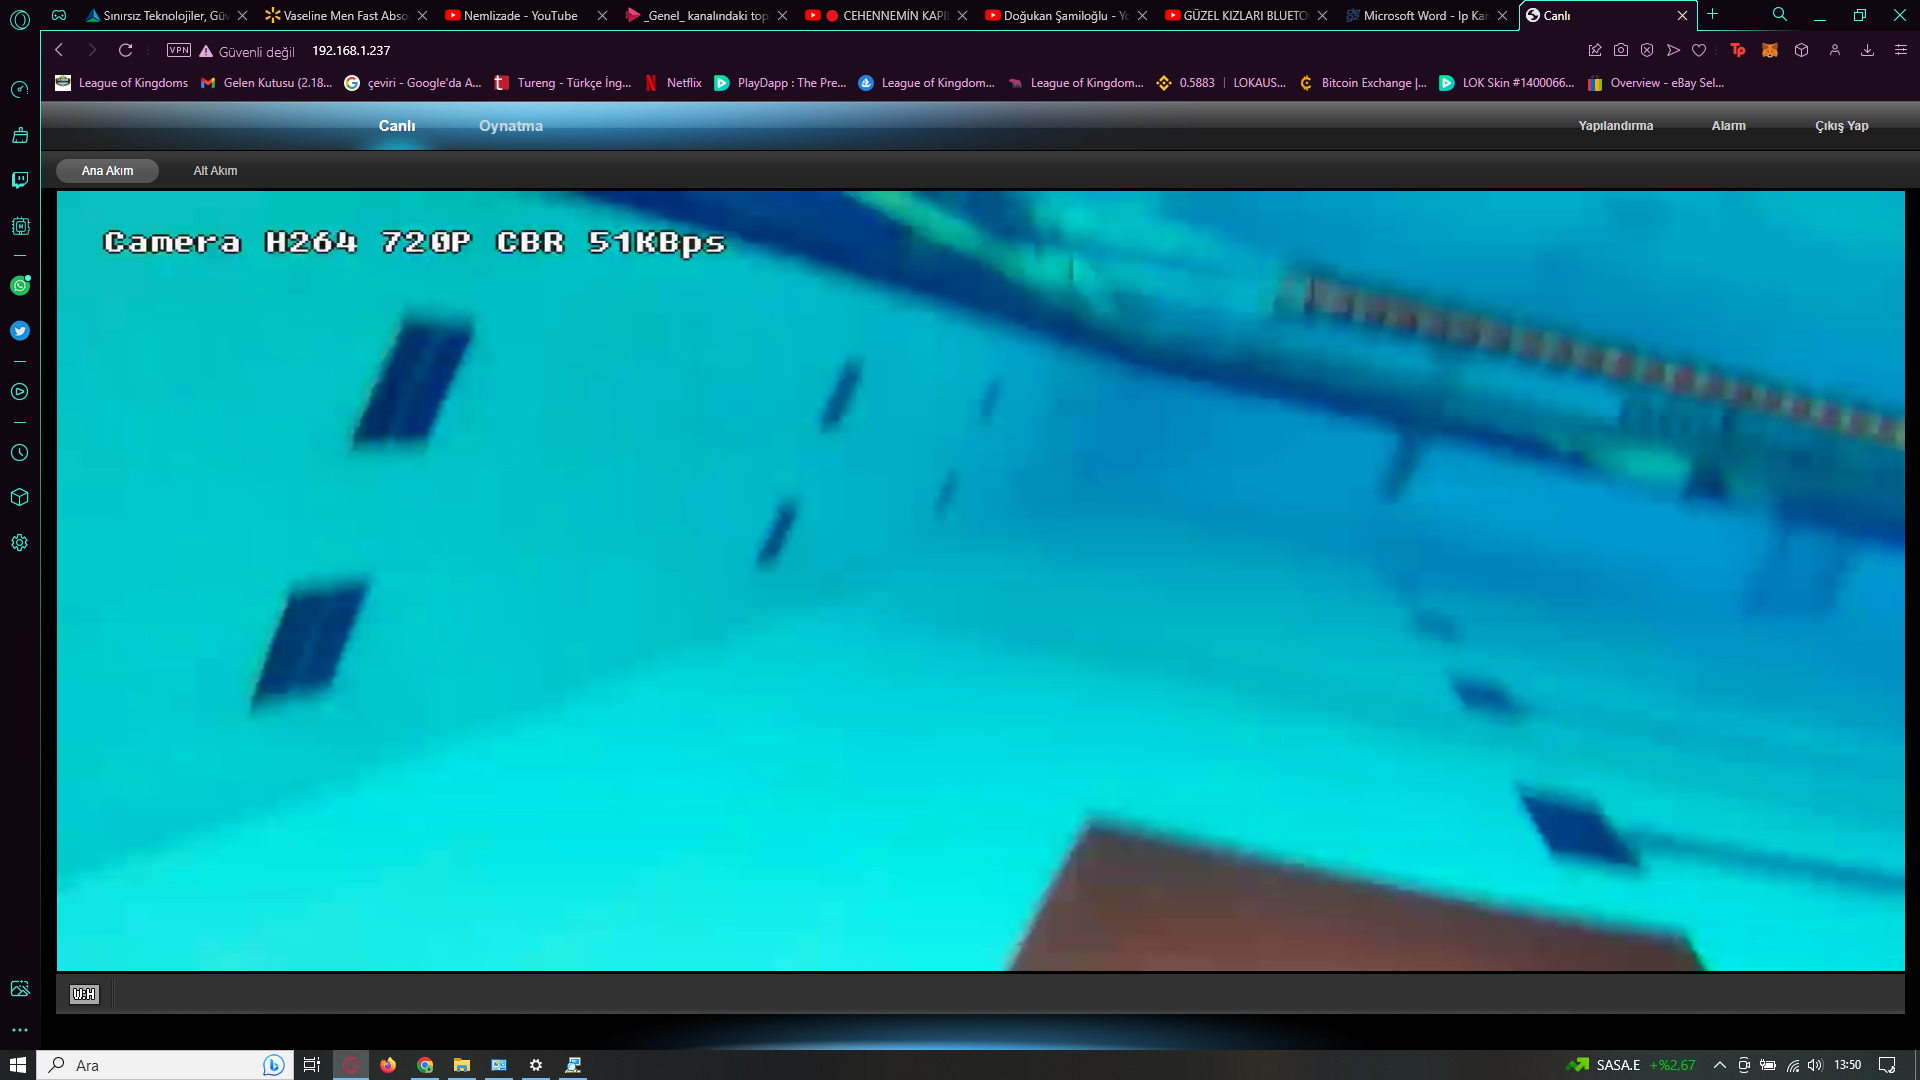 Sınırsız Teknolojiler, Güv
Vaseline Men Fast Abso
Nemlizade - YouTube
_Genel_ kanalındaki top
CEHENNEMİN KAPI
Doğukan Şamiloğlu - Yo
GÜZEL KIZLARI BLUETO
Microsoft Word - Ip Kam
Canlı
VPN
Güvenli değil
192.168.1.237
League of Kingdoms
Gelen Kutusu (2.18...
çeviri - Google'da A...
Tureng - Türkçe İng...
Netflix
PlayDapp : The Pre...
League of Kingdom...
League of Kingdom...
0.5883 | LOKAUS...
Bitcoin Exchange |...
LOK Skin #1400066...
Overview - eBay Sel...
Canlı
Oynatma
Yapılandırma
Alarm
Çıkış Yap
Ana Akım
Alt Akım
Camera H264 720P CBR 51KBps
W:H
Ara
SASA.E +%2,67
13:50